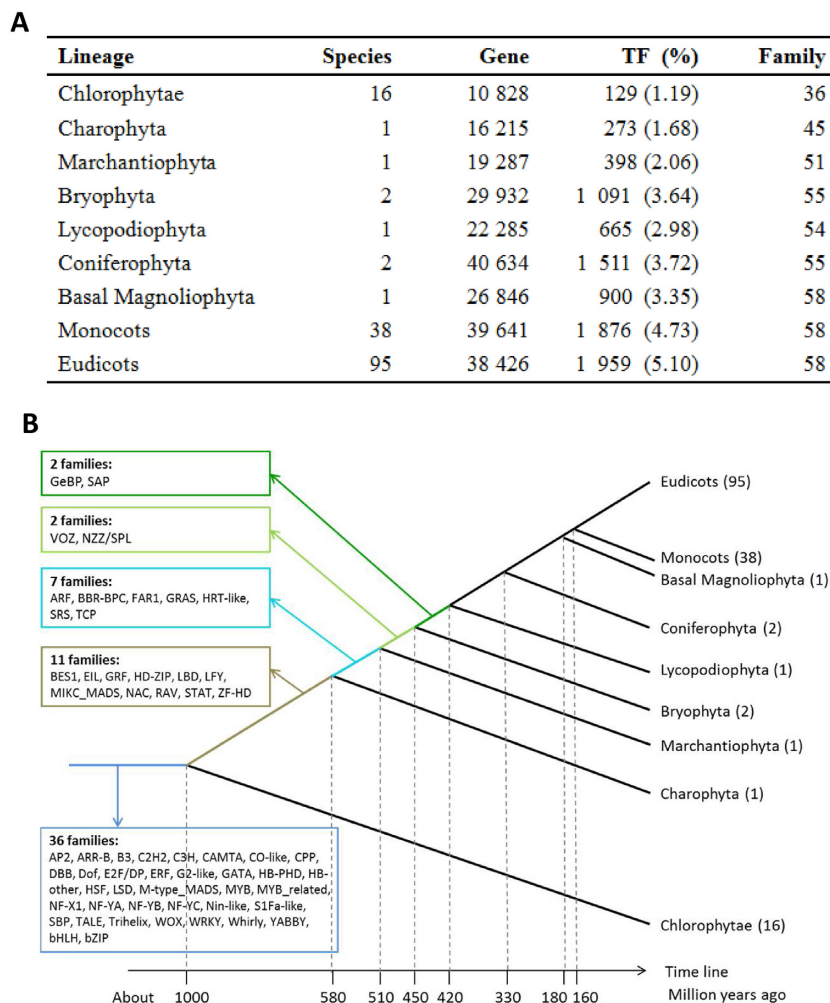 A
Lineage Species Gene TF (%) Family
Chlorophytae 16 10 828 129 (1.19) 36
Charophyta 1 16 215 273 (1.68) 45
Marchantiophyta 1 19 287 398 (2.06) 51
Bryophyta 2 29 932 1 091 (3.64) 55
Lycopodiophyta 1 22 285 665 (2.98) 54
Coniferophyta 2 40 634 1 511 (3.72) 55
Basal Magnoliophyta 1 26 846 900 (3.35) 58
Monocots 38 39 641 1 876 (4.73) 58
Eudicots 95 38 426 1 959 (5.10) 58
B
2 families:
GeBP, SAP
2 families:
VOZ, NZZ/SPL
7 families:
ARF, BBR-BPC, FAR1, GRAS, HRT-like,
SRS, TCP
11 families:
BES1, EIL, GRF, HD-ZIP, LBD, LFY,
MIKC_MADS, NAC, RAV, STAT, ZF-HD
36 families:
AP2, ARR-B, B3, C2H2, C3H, CAMTA, CO-like, CPP,
DBB, Dof, E2F/DP, ERF, G2-like, GATA, HB-PHD, HB-
other, HSF, LSD, M-type_MADS, MYB, MYB_related,
NF-X1, NF-YA, NF-YB, NF-YC, Nin-like, S1Fa-like,
SBP, TALE, Trihelix, WOX, WRKY, Whirly, YABBY,
bHLH, bZIP
Eudicots (95)
Monocots (38)
Basal Magnoliophyta (1)
Coniferophyta (2)
Lycopodiophyta (1)
Bryophyta (2)
Marchantiophyta (1)
Charophyta (1)
Chlorophytae (16)
Time line
About 1000 580 510 450 420 330 180 160 Million years ago